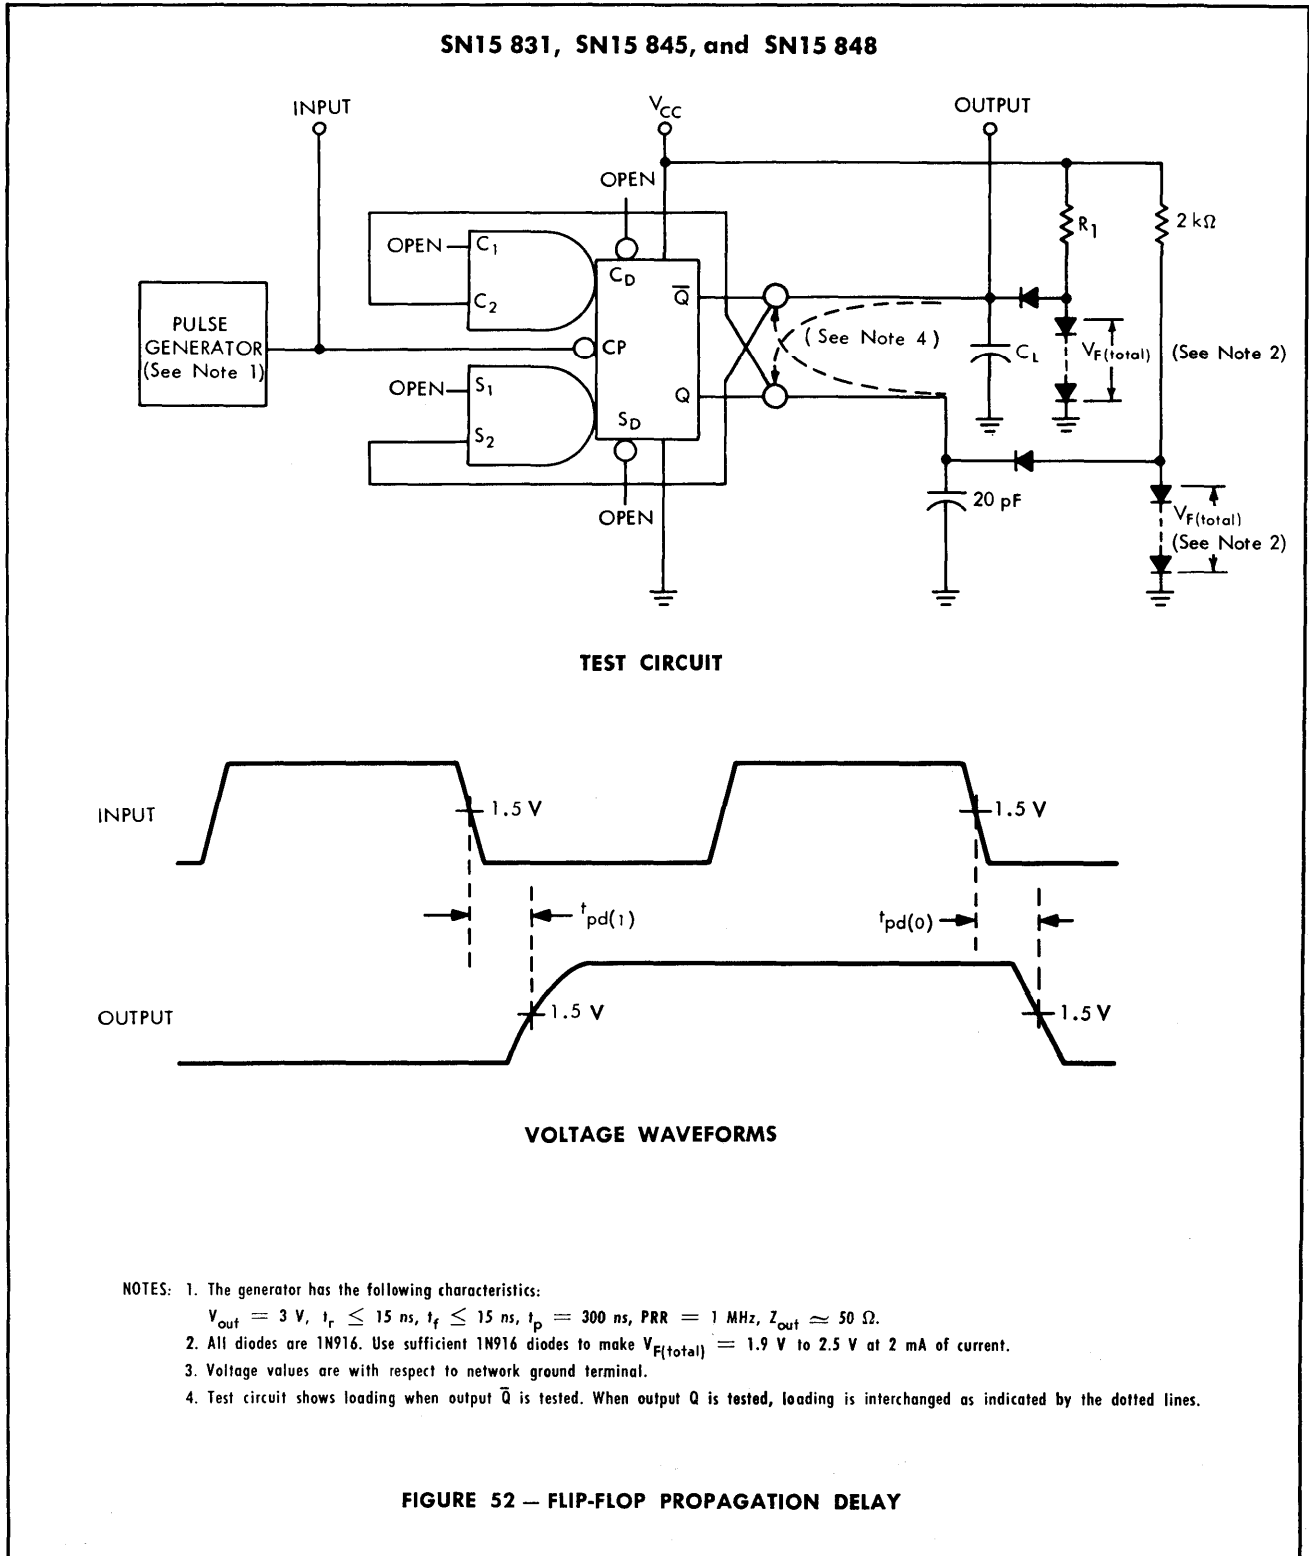 SN15 831, SN15 845, and SN15 848
INPUT
VCC
OUTPUT
OPEN
R1
2 kΩ
OPEN
C1
CD
C2
Q̅
PULSE
GENERATOR
(See Note 1)
CP
(See Note 4)
CL
VF(total)
(See Note 2)
OPEN
S1
Q
SD
S2
20 pF
OPEN
VF(total)
(See Note 2)
TEST CIRCUIT
INPUT
1.5 V
1.5 V
tpd(1)
tpd(0)
OUTPUT
1.5 V
1.5 V
VOLTAGE WAVEFORMS
NOTES: 1. The generator has the following characteristics:
Vout = 3 V, tr ≤ 15 ns, tf ≤ 15 ns, tp = 300 ns, PRR = 1 MHz, Zout ≃ 50 Ω.
2. All diodes are 1N916. Use sufficient 1N916 diodes to make VF(total) = 1.9 V to 2.5 V at 2 mA of current.
3. Voltage values are with respect to network ground terminal.
4. Test circuit shows loading when output Q̅ is tested. When output Q is tested, loading is interchanged as indicated by the dotted lines.
FIGURE 52 — FLIP-FLOP PROPAGATION DELAY